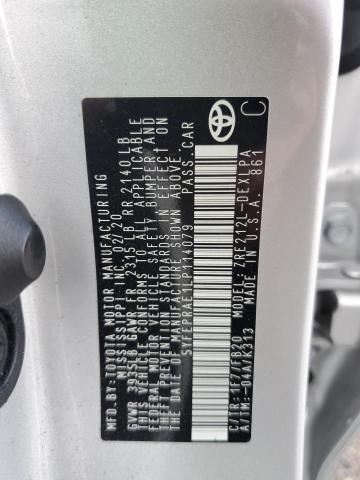 MFD.BY:TOYOTA MOTOR MANUFACTURING
MISSISSIPPI INC. 02/20
GVWR 3935LB GAWR FR 2315 LB RR 2140 LB
THIS VEHICLE CONFORMS TO ALL APPLICABLE
FEDERAL MOTOR VEHICLE SAFETY BUMPER AND
THEFT PREVENTION STANDARDS IN EFFECT
ON THE DATE OF MANUFACTURE SHOWN ABOVE.
5YFEPRAE1LP114079 PASS.CAR
C
C/TR: 1F7/FB20 MODEL: ZRE212L-DEXLPA
A/TM: -04A/K313 U.S.A. 861